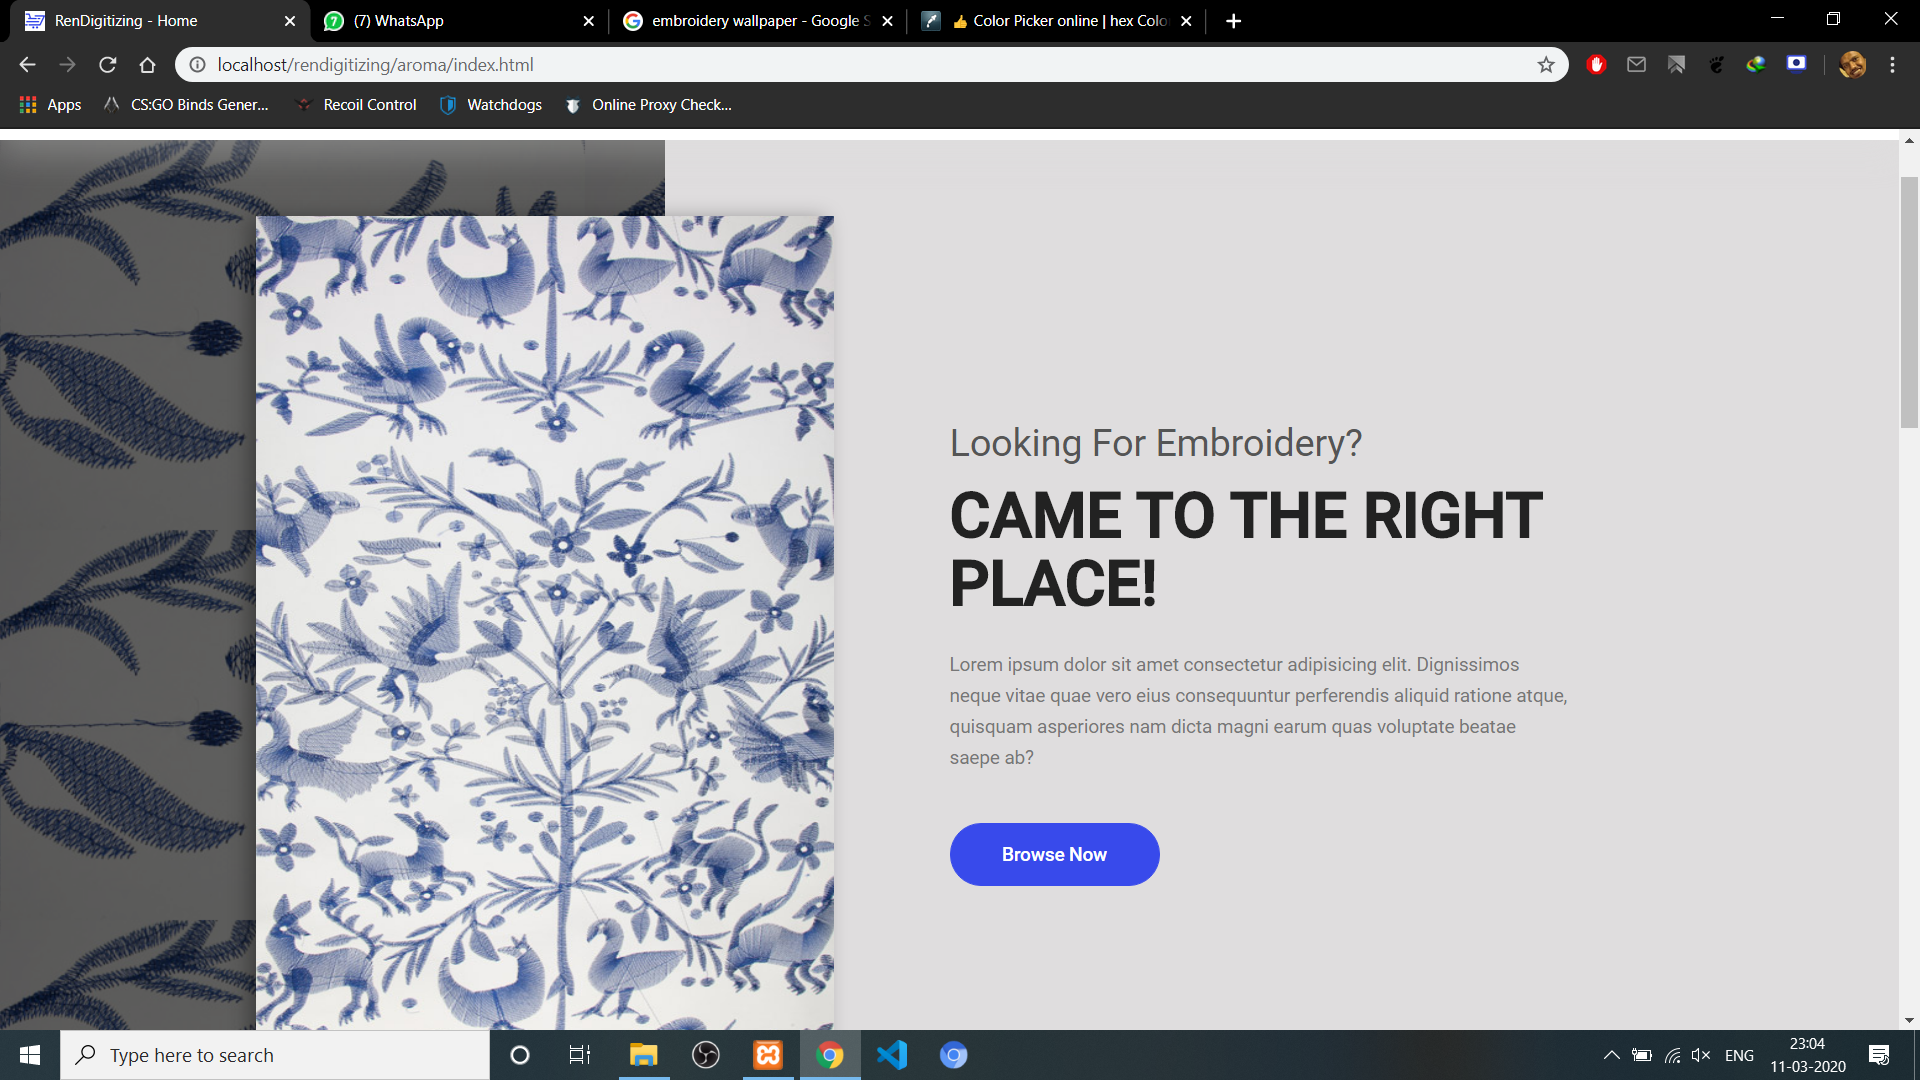 RenDigitizing - Home
(7) WhatsApp
embroidery wallpaper - Google S
👍 Color Picker online | hex Colo
localhost/rendigitizing/aroma/index.html
Apps
CS:GO Binds Gener...
Recoil Control
Watchdogs
Online Proxy Check...
Looking For Embroidery?
CAME TO THE RIGHT
PLACE!
Lorem ipsum dolor sit amet consectetur adipisicing elit. Dignissimos
neque vitae quae vero eius consequuntur perferendis aliquid ratione atque,
quisquam asperiores nam dicta magni earum quas voluptate beatae
saepe ab?
Browse Now
Type here to search
ENG
23:04
11-03-2020